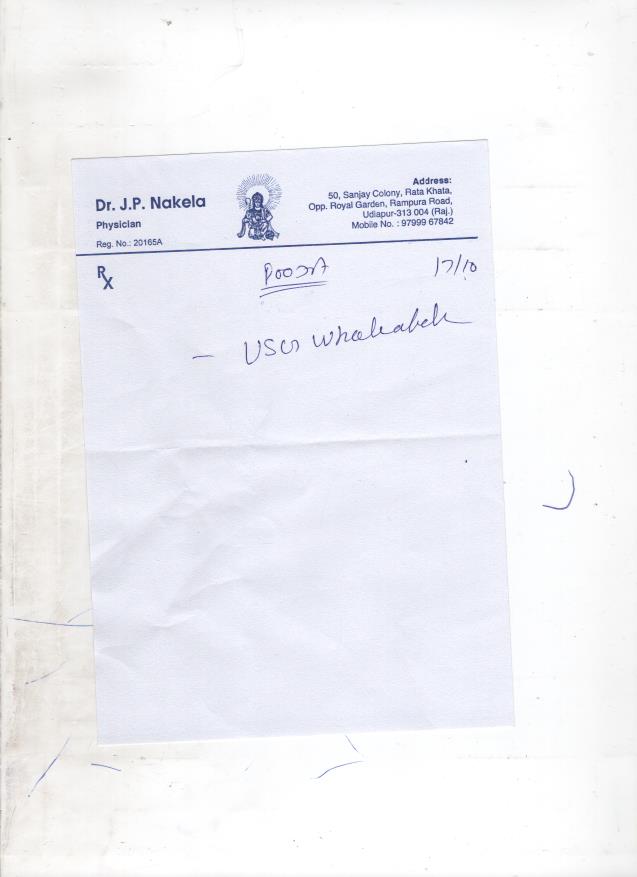 Dr. J.P. Nakela
Physician
Reg. No.: 20165A
Address:
50, Sanjay Colony, Rata Khata,
Opp. Royal Garden, Rampura Road,
Udiapur-313 004 (Raj.)
Mobile No. : 97999 67842
Rx
Pooja
17/10
- USG Whole abdo